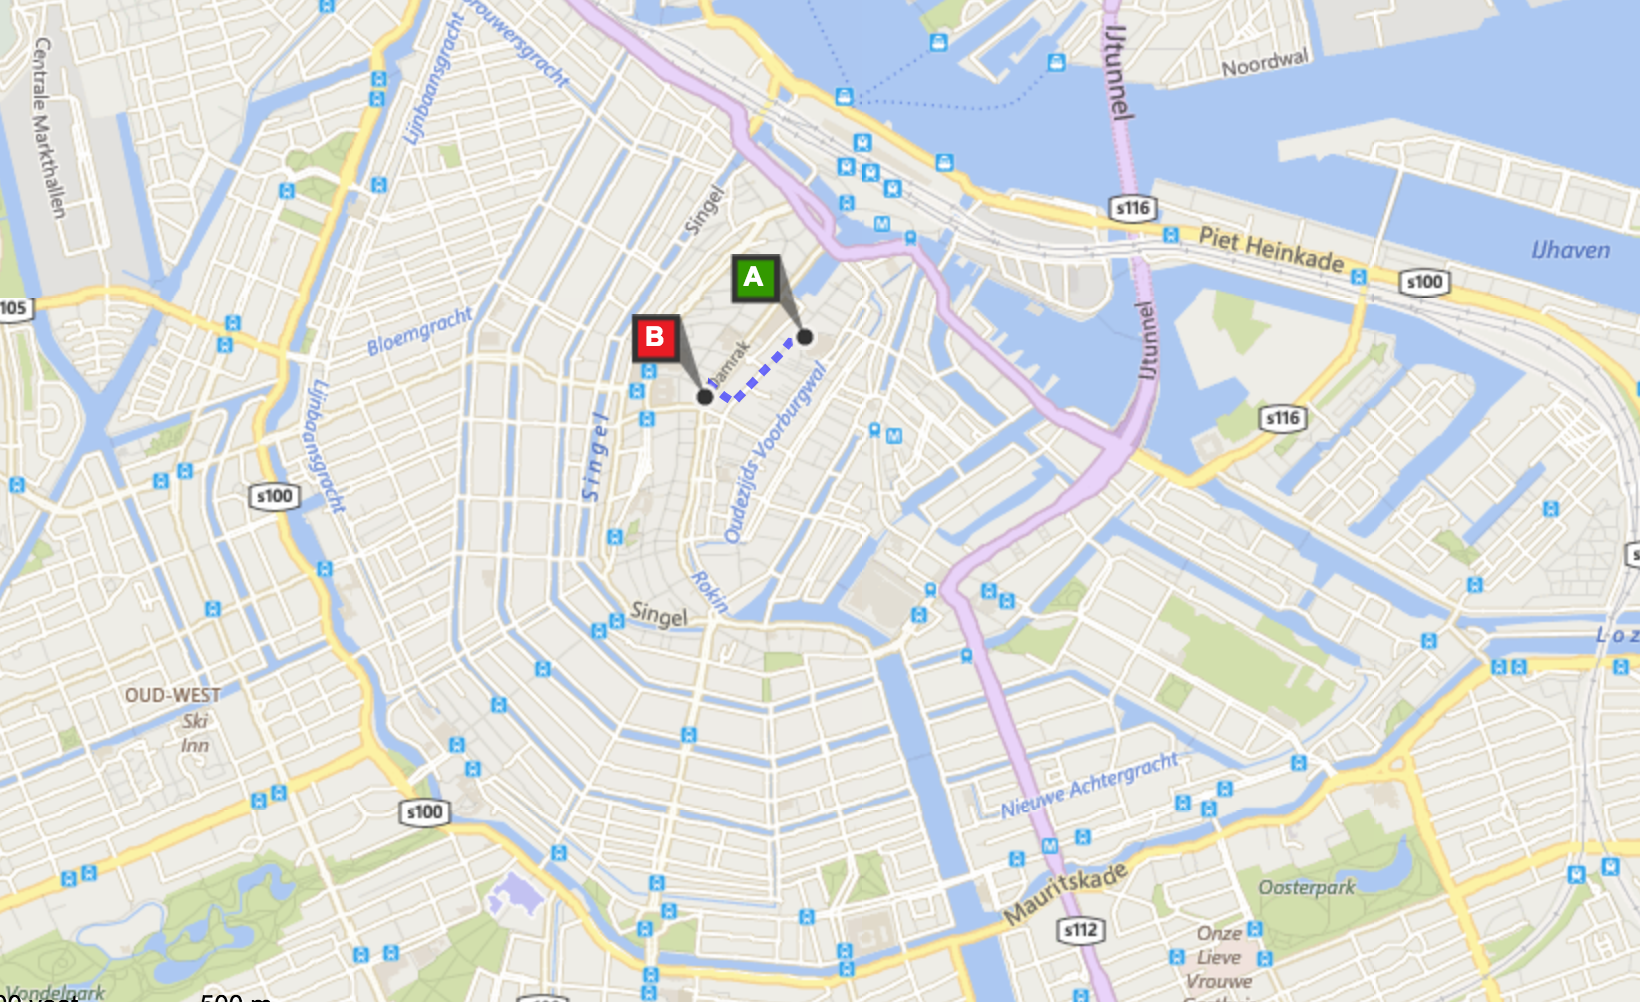 Centrale Markthallen
Lijnbaansgracht
Brouwersgracht
IJtunnel
Noordwal
s116
Piet Heinkade
IJhaven
s100
Singel
A
B
Damrak
105
Bloemgracht
Lijnbaansgracht
IJtunnel
s116
Singel
Oudezijds Voorburgwal
s100
Rokin
Singel
OUD-WEST
Ski
Inn
s100
Nieuwe Achtergracht
Mauritskade
Oosterpark
s112
Onze
Lieve
Vrouwe
Vondelpark
500 m
M
M
M